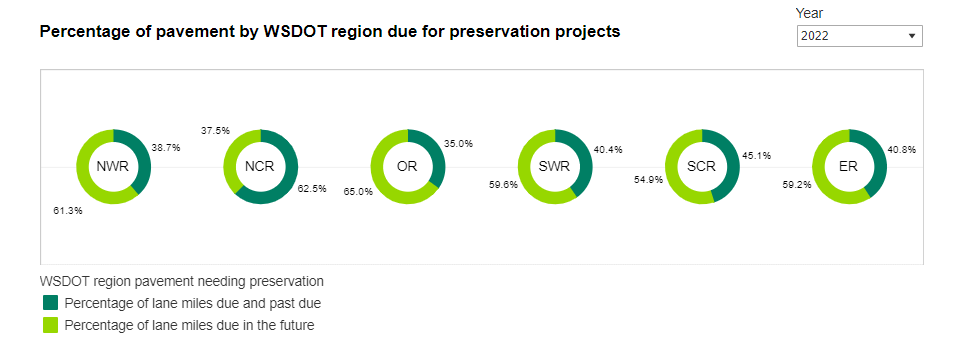 Year
Percentage of pavement by WSDOT region due for preservation projects
2022
37.5%
NWR 38.7%
61.3%
NCR 62.5%
OR 35.0%
65.0%
SWR 40.4%
59.6%
SCR 45.1%
54.9%
ER 40.8%
59.2%
WSDOT region pavement needing preservation
Percentage of lane miles due and past due
Percentage of lane miles due in the future